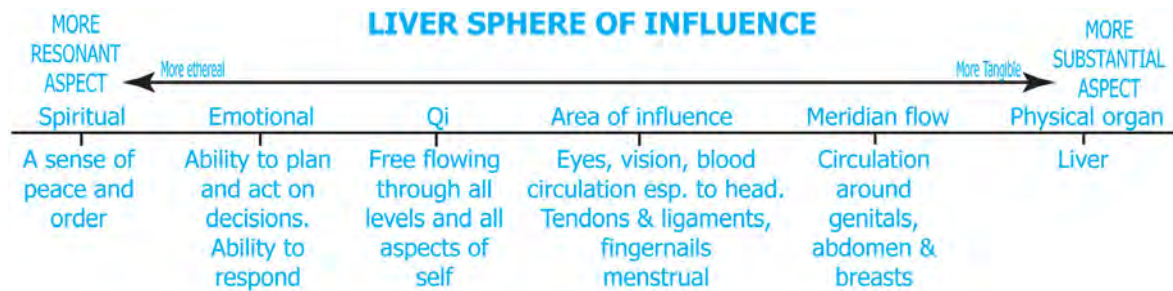 LIVER SPHERE OF INFLUENCE
MORE
RESONANT
ASPECT
More ethereal
More Tangible
MORE
SUBSTANTIAL
ASPECT
Spiritual
A sense of
peace and
order
Emotional
Ability to plan
and act on
decisions.
Ability to
respond
Qi
Free flowing
through all
levels and all
aspects of
self
Area of influence
Eyes, vision, blood
circulation esp. to head.
Tendons & ligaments,
fingernails
menstrual
Meridian flow
Circulation
around
genitals,
abdomen &
breasts
Physical organ
Liver